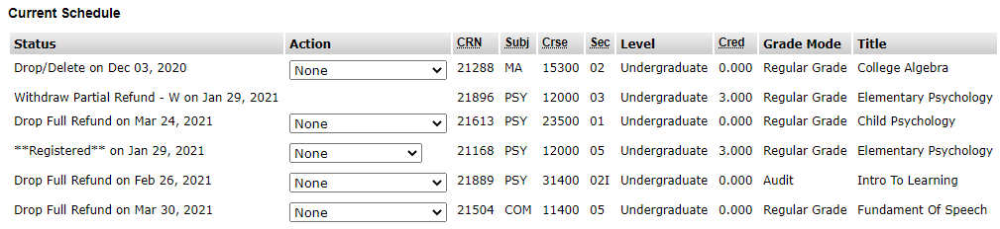 Current Schedule
Status Action CRN Subj Crse Sec Level Cred Grade Mode Title
Drop/Delete on Dec 03, 2020 None 21288 MA 15300 02 Undergraduate 0.000 Regular Grade College Algebra
Withdraw Partial Refund - W on Jan 29, 2021 21896 PSY 12000 03 Undergraduate 3.000 Regular Grade Elementary Psychology
Drop Full Refund on Mar 24, 2021 None 21613 PSY 23500 01 Undergraduate 0.000 Regular Grade Child Psychology
**Registered** on Jan 29, 2021 None 21168 PSY 12000 05 Undergraduate 3.000 Regular Grade Elementary Psychology
Drop Full Refund on Feb 26, 2021 None 21889 PSY 31400 02I Undergraduate 0.000 Audit Intro To Learning
Drop Full Refund on Mar 30, 2021 None 21504 COM 11400 05 Undergraduate 0.000 Regular Grade Fundament Of Speech